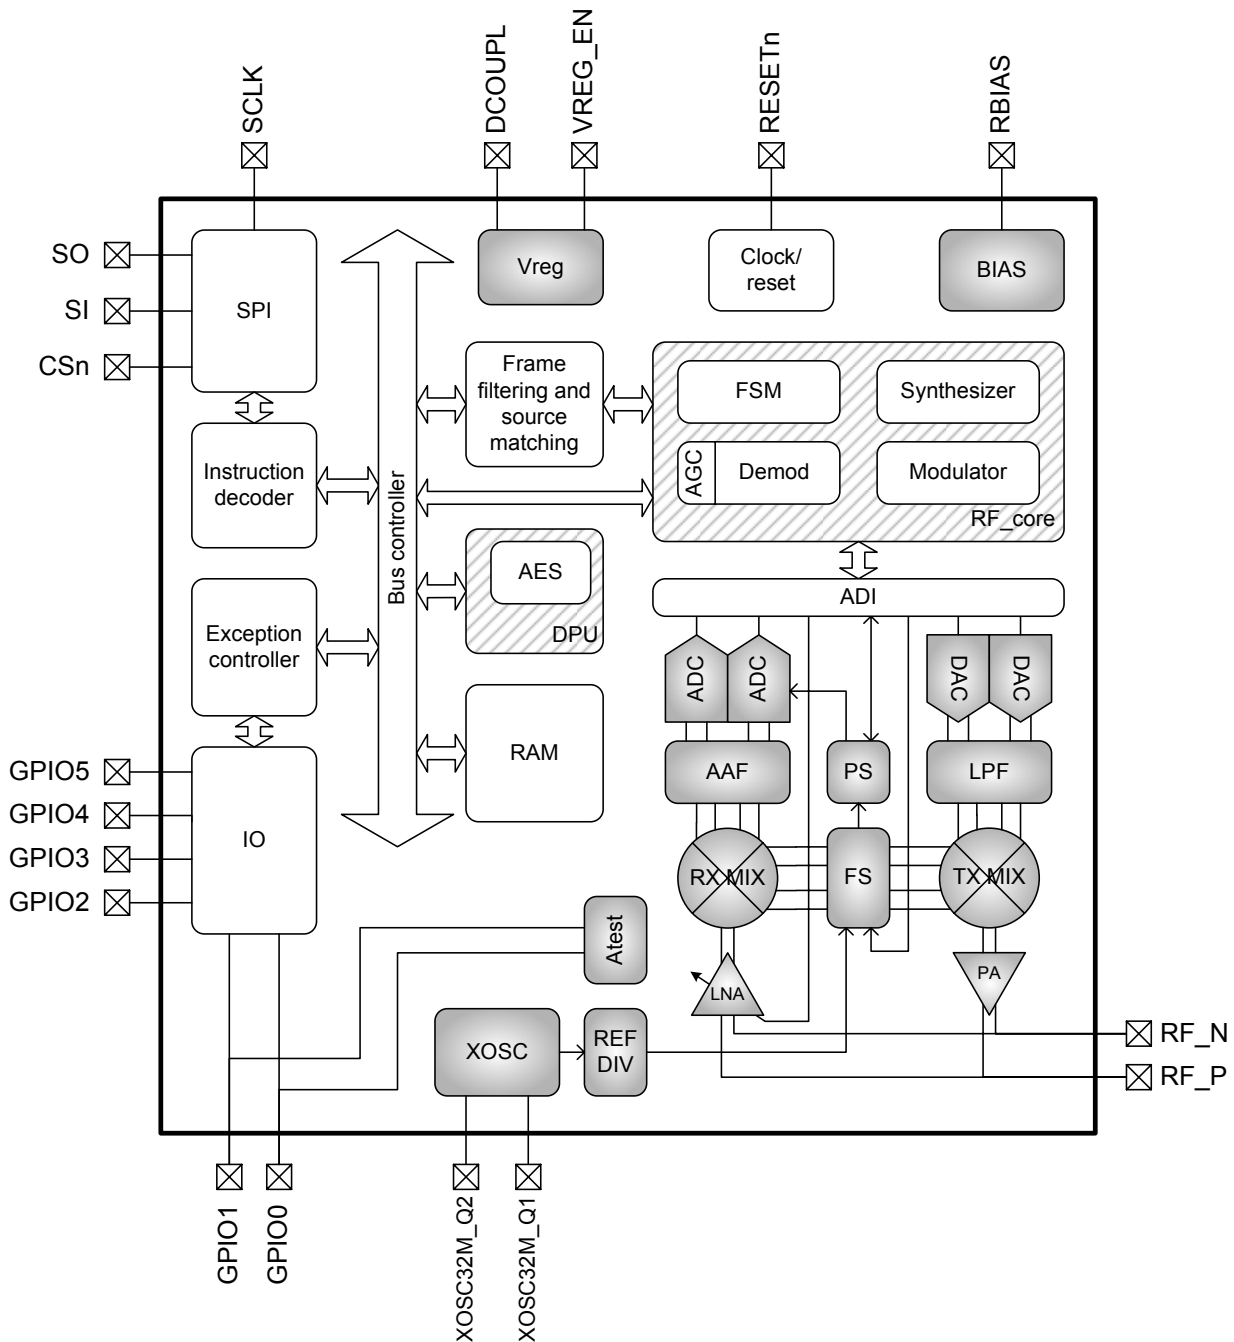 SCLK
DCOUPL
VREG_EN
RESETn
RBIAS
SO
SI
CSn
SPI
Vreg
Clock/
reset
BIAS
Frame
filtering and
source
matching
FSM
Synthesizer
AGC
Demod
Modulator
RF_core
Instruction
decoder
Bus controller
AES
DPU
ADI
Exception
controller
ADC
ADC
DAC
DAC
RAM
AAF
PS
LPF
GPIO5
GPIO4
GPIO3
GPIO2
IO
RX MIX
FS
TX MIX
Atest
LNA
PA
XOSC
REF
DIV
RF_N
RF_P
GPIO1
GPIO0
XOSC32M_Q2
XOSC32M_Q1